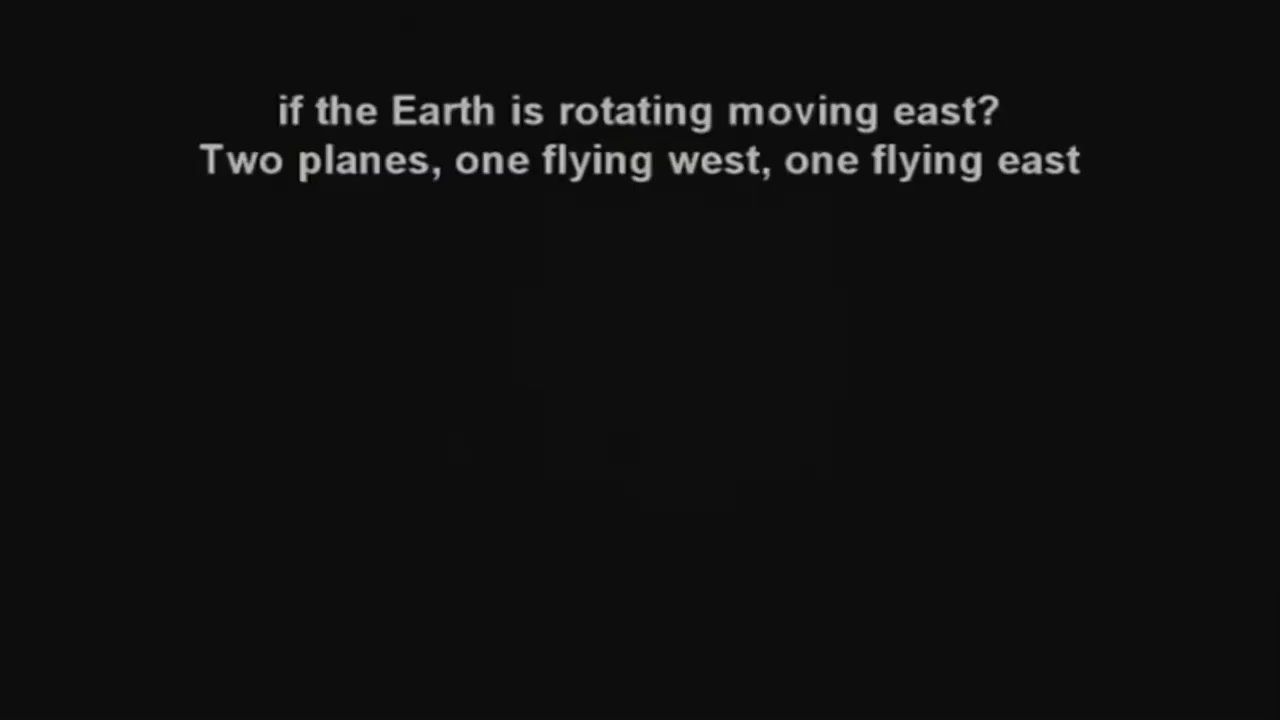 if the Earth is rotating moving east?
Two planes, one flying west, one flying east